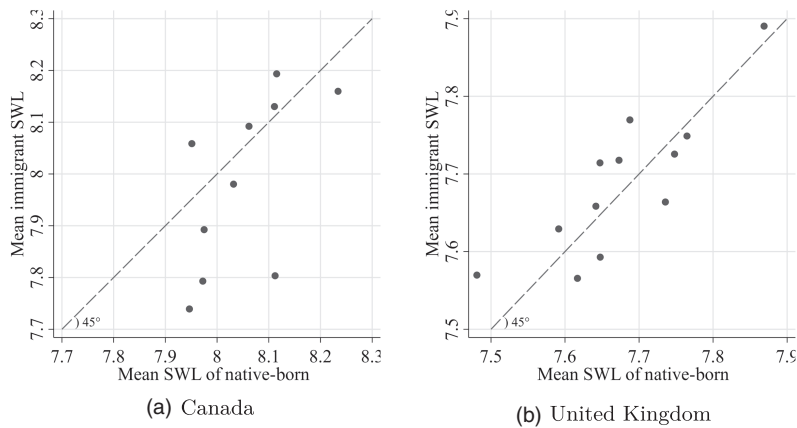 Mean immigrant SWL
8.3
8.2
8.1
8
7.9
7.8
7.7
) 45°
7.7 7.8 7.9 8 8.1 8.2 8.3
Mean SWL of native-born
(a) Canada
Mean immigrant SWL
7.9
7.8
7.7
7.6
7.5
) 45°
7.5 7.6 7.7 7.8 7.9
Mean SWL of native-born
(b) United Kingdom